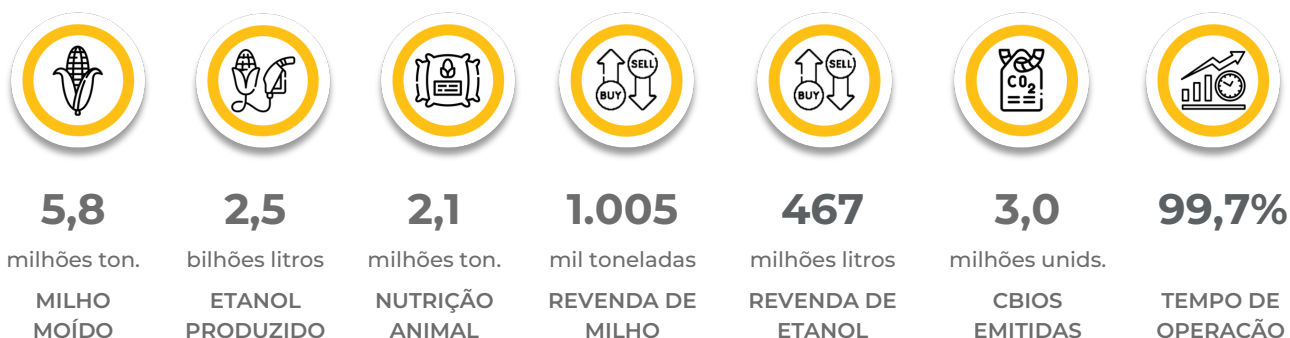 SELL
BUY
SELL
BUY
CO2
5,8
milhões ton.
MILHO
MOÍDO
2,5
bilhões litros
ETANOL
PRODUZIDO
2,1
milhões ton.
NUTRIÇÃO
ANIMAL
1.005
mil toneladas
REVENDA DE
MILHO
467
milhões litros
REVENDA DE
ETANOL
3,0
milhões unids.
CBIOS
EMITIDAS
99,7%
TEMPO DE
OPERAÇÃO